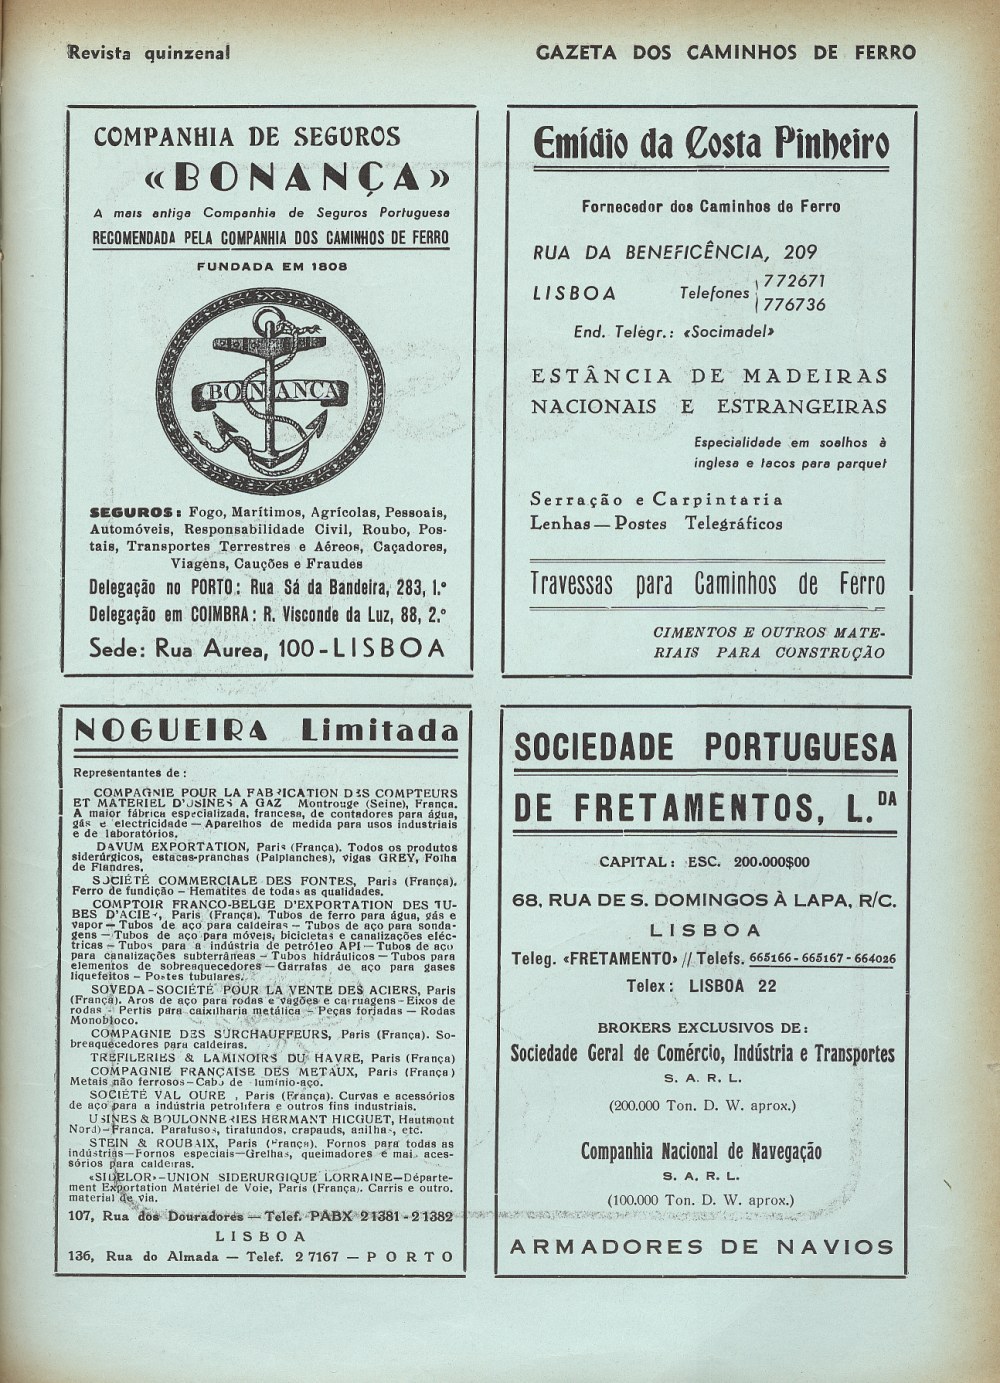 Revista quinzenal
GAZETA DOS CAMINHOS DE FERRO
COMPANHIA DE SEGUROS
«BONANÇA»
A mais antiga Companhia de Seguros Portuguesa
RECOMENDADA PELA COMPANHIA DOS CAMINHOS DE FERRO
FUNDADA EM 1808
BONANÇA
SEGUROS: Fogo, Marítimos, Agrícolas, Pessoais,
Automóveis, Responsabilidade Civil, Roubo, Pos-
tais, Transportes Terrestres e Aéreos, Caçadores,
Viagens, Cauções e Fraudes
Delegação no PORTO: Rua Sá da Bandeira, 283, 1.º
Delegação em COIMBRA: R. Visconde da Luz, 88, 2.º
Sede: Rua Aurea, 100-LISBOA
Emídio da Costa Pinheiro
Fornecedor dos Caminhos de Ferro
RUA DA BENEFICÊNCIA, 209
LISBOA Telefones 772671
776736
End. Telegr.: «Socimadel»
ESTÂNCIA DE MADEIRAS
NACIONAIS E ESTRANGEIRAS
Especialidade em soalhos à
inglesa e tacos para parquet
Serração e Carpintaria
Lenhas—Postes Telegráficos
Travessas para Caminhos de Ferro
CIMENTOS E OUTROS MATE-
RIAIS PARA CONSTRUÇÃO
NOGUEIRA Limitada
Representantes de:
COMPAGNIE POUR LA FABRICATION DES COMPTEURS
ET MATERIEL D'USINES A GAZ Montrouge (Seine), França.
A maior fábrica especializada, francesa, de contadores para água,
gás e electricidade — Aparelhos de medida para usos industriais
e de laboratórios.
DAVUM EXPORTATION, Paris (França). Todos os produtos
siderúrgicos, estacas-pranchas (Palplanches), vigas GREY, Folha
de Flandres.
SOCIÉTÉ COMMERCIALE DES FONTES, Paris (França).
Ferro de fundição — Hematites de todas as qualidades.
COMPTOIR FRANCO-BELGE D'EXPORTATION DES TU-
BES D'ACIER, Paris (França). Tubos de ferro para água, gás e
vapor — Tubos de aço para caldeiras — Tubos de aço para sonda-
gens — Tubos de aço para móveis, bicicletas e canalizações eléc-
tricas — Tubos para a indústria de petróleo API — Tubos de aço
para canalizações subterrâneas — Tubos hidráulicos — Tubos para
elementos de sobreaquecedores — Garrafas de aço para gases
liquefeitos — Postes tubulares.
SOVEDA-SOCIÉTÉ POUR LA VENTE DES ACIERS, Paris
(França). Aros de aço para rodas e vagões e carruagens — Eixos de
rodas - Perfis para caixilharia metálica — Peças forjadas — Rodas
Monobloco.
COMPAGNIE DES SURCHAUFFEURS, Paris (França). So-
breaquecedores para caldeiras.
TREFILERIES & LAMINOIRS DU HAVRE, Paris (França)
COMPAGNIE FRANÇAISE DES METAUX, Paris (França)
Metais não ferrosos — Cabo de lumínio-aço.
SOCIÉTÉ VAL OURE , Paris (França). Curvas e acessórios
de aço para a indústria petrolífera e outros fins industriais.
USINES & BOULONNERIES HERMANT HICGUET, Hautmont
Nord)—França. Parafusos, tirafundos, crapauds, anilhas, etc.
STEIN & ROUBAIX, Paris (França). Fornos para todas as
indústrias — Fornos especiais — Grelhas, queimadores e mais aces-
sórios para caldeiras.
«SIDELOR»—UNION SIDERURGIQUE LORRAINE—Départe-
ment Exportation Matériel de Voie, Paris (França). Carris e outro.
material de via.
107, Rua dos Douradores — Telef. PABX 21381-21382
LISBOA
136, Rua do Almada — Telef. 27167 — PORTO
SOCIEDADE PORTUGUESA
DE FRETAMENTOS, L.DA
CAPITAL: ESC. 200.000$00
68, RUA DE S. DOMINGOS À LAPA, R/C.
LISBOA
Teleg. «FRETAMENTO» // Telefs. 665166-665167-664026
Telex: LISBOA 22
BROKERS EXCLUSIVOS DE:
Sociedade Geral de Comércio, Indústria e Transportes
S. A. R. L.
(200.000 Ton. D. W. aprox.)
Companhia Nacional de Navegação
S. A. R. L.
(100.000 Ton. D. W. aprox.)
ARMADORES DE NAVIOS